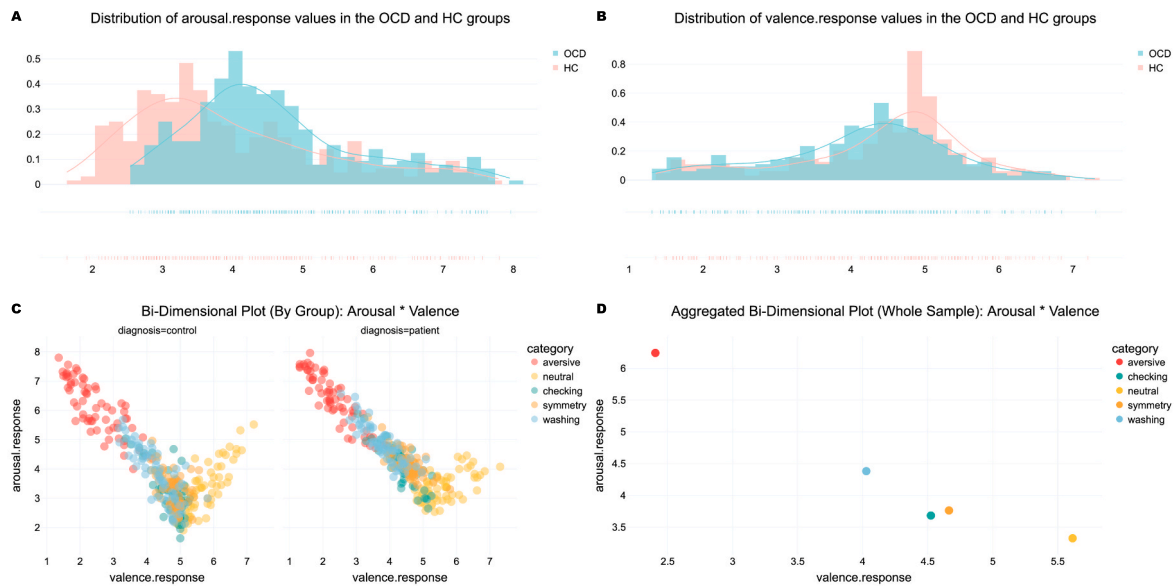 A
Distribution of arousal.response values in the OCD and HC groups
OCD
HC
0.5
0.4
0.3
0.2
0.1
0
2 3 4 5 6 7 8
B
Distribution of valence.response values in the OCD and HC groups
OCD
HC
0.8
0.6
0.4
0.2
0
1 2 3 4 5 6 7
C
Bi-Dimensional Plot (By Group): Arousal * Valence
diagnosis=control
diagnosis=patient
category
aversive
neutral
checking
symmetry
washing
arousal.response
8
7
6
5
4
3
2
1 2 3 4 5 6 7
1 2 3 4 5 6 7
valence.response
D
Aggregated Bi-Dimensional Plot (Whole Sample): Arousal * Valence
category
aversive
checking
neutral
symmetry
washing
arousal.response
6
5.5
5
4.5
4
3.5
2.5 3 3.5 4 4.5 5 5.5
valence.response